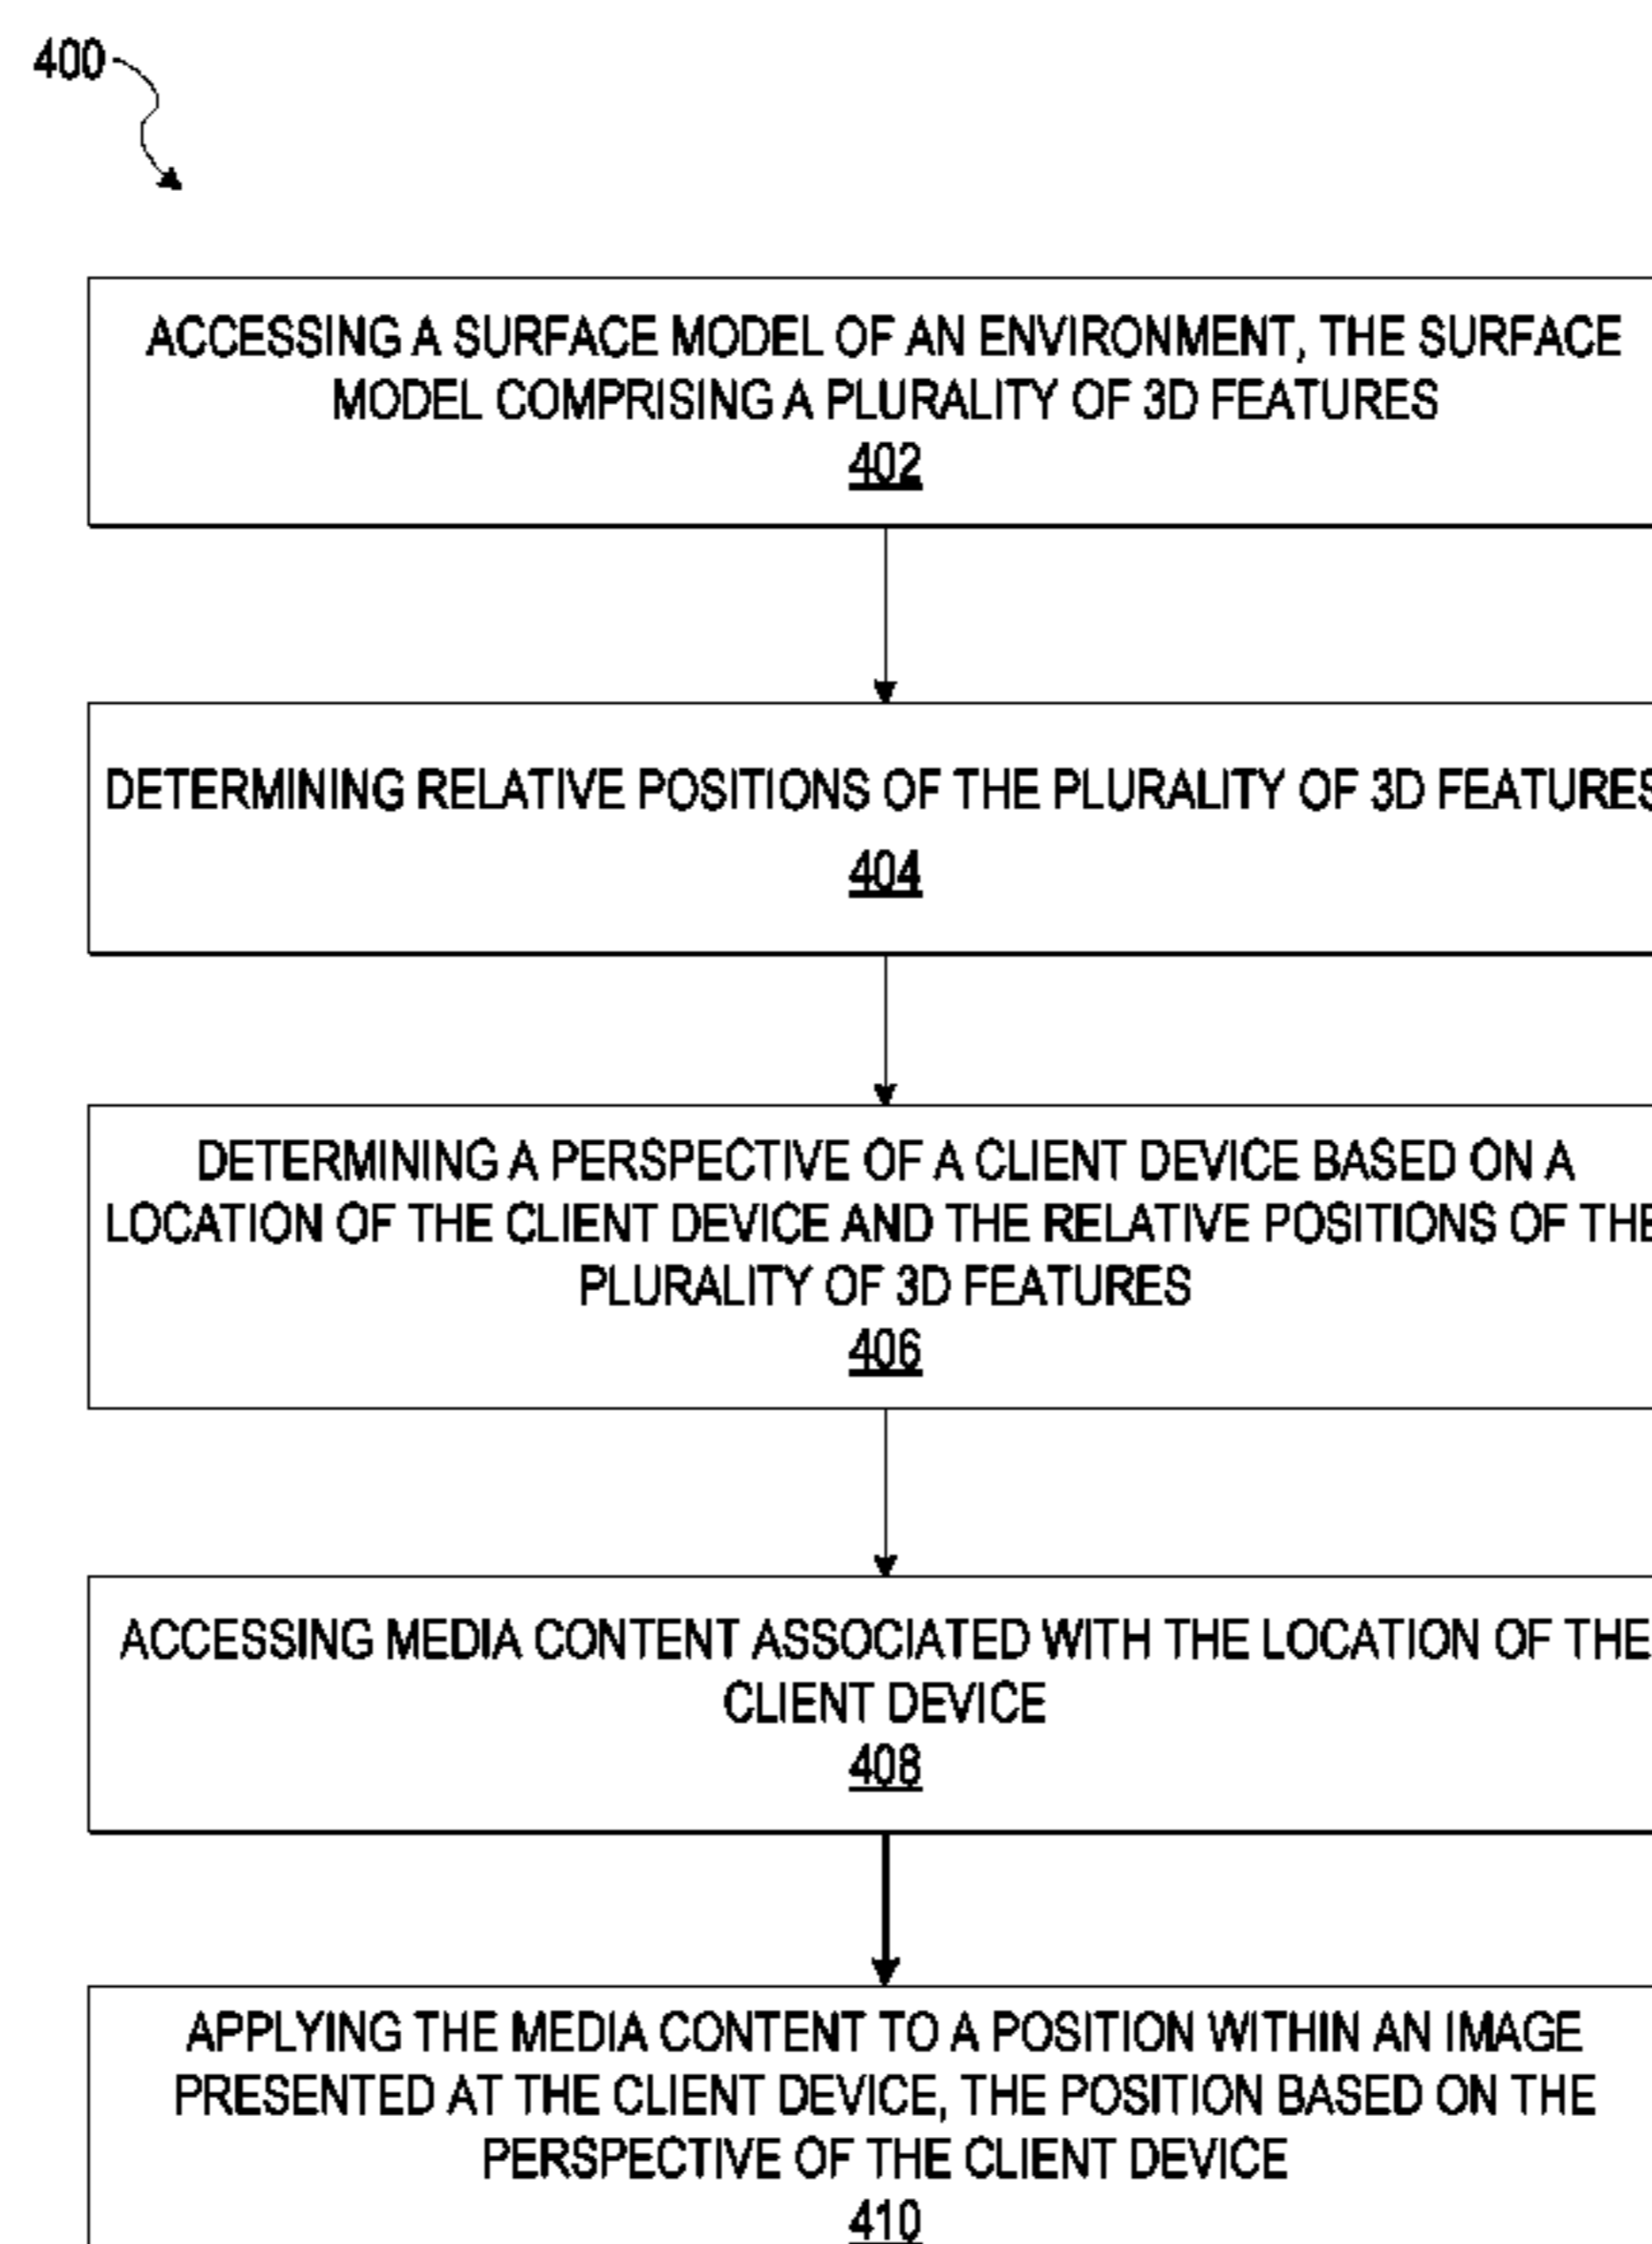 400
ACCESSING A SURFACE MODEL OF AN ENVIRONMENT, THE SURFACE
MODEL COMPRISING A PLURALITY OF 3D FEATURES
402
DETERMINING RELATIVE POSITIONS OF THE PLURALITY OF 3D FEATURES
404
DETERMINING A PERSPECTIVE OF A CLIENT DEVICE BASED ON A
LOCATION OF THE CLIENT DEVICE AND THE RELATIVE POSITIONS OF THE
PLURALITY OF 3D FEATURES
406
ACCESSING MEDIA CONTENT ASSOCIATED WITH THE LOCATION OF THE
CLIENT DEVICE
408
APPLYING THE MEDIA CONTENT TO A POSITION WITHIN AN IMAGE
PRESENTED AT THE CLIENT DEVICE, THE POSITION BASED ON THE
PERSPECTIVE OF THE CLIENT DEVICE
410